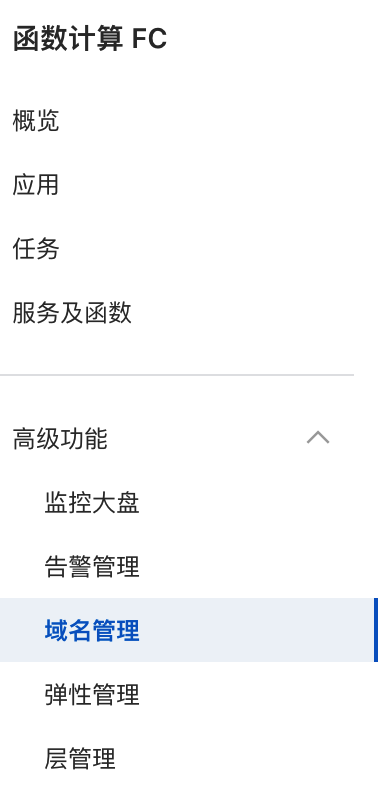 函数计算 FC
概览
应用
任务
服务及函数
高级功能
监控大盘
告警管理
域名管理
弹性管理
层管理